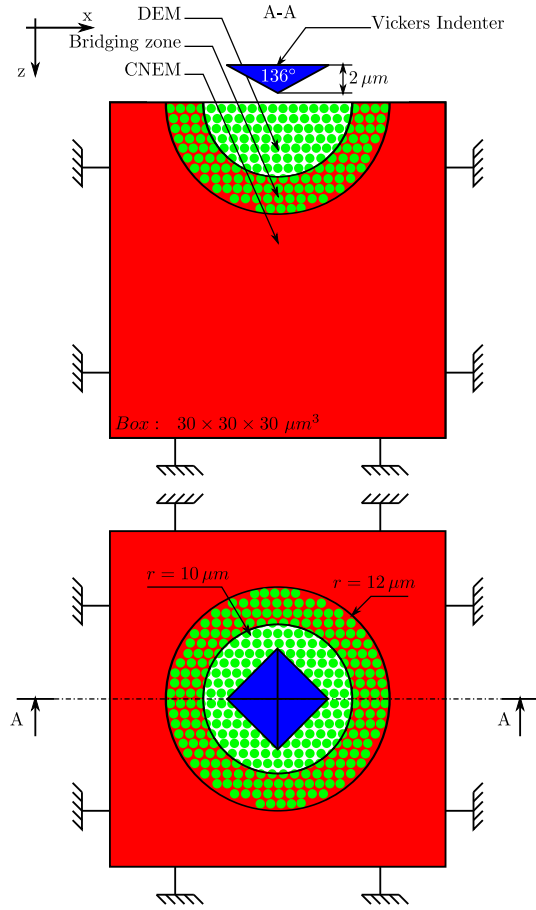 DEM
A-A
Vickers Indenter
x
Bridging zone
z
CNEM
136°
2 μm
Box : 30 × 30 × 30 μm³
r = 10 μm
r = 12 μm
A
A